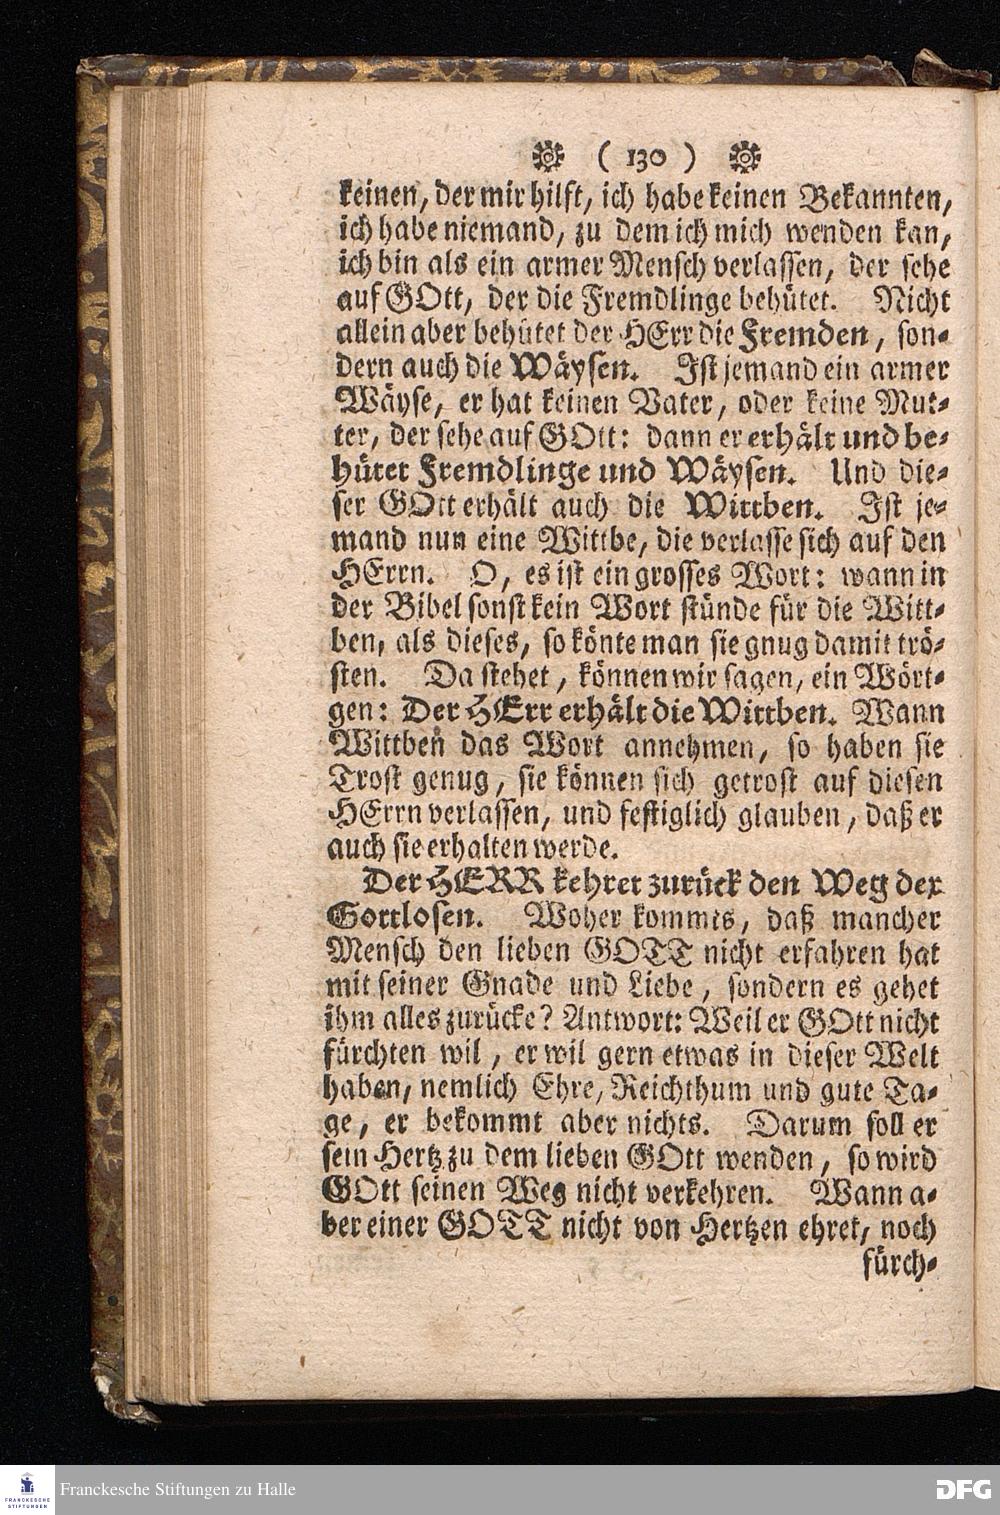 ( 130 )
keinen, der mir hilft, ich habe keinen Bekannten,
ich habe niemand, zu dem ich mich wenden kan,
ich bin als ein armer Mensch verlassen, der sehe
auf GOtt, der die Fremdlinge behütet. Nicht
allein aber behütet der HErr die Fremden, son-
dern auch die Wäysen. Ist jemand ein armer
Wäyse, er hat keinen Vater, oder keine Mut-
ter, der sehe auf GOtt: dann er erhält und be-
hütet Fremdlinge und Wäysen. Und die-
ser GOtt erhält auch die Wittben. Ist je-
mand nun eine Wittbe, die verlasse sich auf den
HErrn. O, es ist ein grosses Wort: wann in
der Bibel sonst kein Wort stünde für die Witt-
ben, als dieses, so könte man sie gnug damit trö-
sten. Da stehet, können wir sagen, ein Wört-
gen: Der HErr erhält die Wittben. Wann
Wittben das Wort annehmen, so haben sie
Trost genug, sie können sich getrost auf diesen
HErrn verlassen, und festiglich glauben, daß er
auch sie erhalten werde.
Der HERR kehret zurück den Weg der
Gottlosen. Woher kommts, daß mancher
Mensch den lieben GOTT nicht erfahren hat
mit seiner Gnade und Liebe, sondern es gehet
ihm alles zurücke? Antwort: Weil er GOtt nicht
fürchten wil, er wil gern etwas in dieser Welt
haben, nemlich Ehre, Reichthum und gute Ta-
ge, er bekommt aber nichts. Darum soll er
sein Hertz zu dem lieben GOtt wenden, so wird
GOtt seinen Weg nicht verkehren. Wann a-
ber einer GOTT nicht von Hertzen ehret, noch
fürch-
FRANCKESCHE
STIFTUNGEN
Franckesche Stiftungen zu Halle
DFG